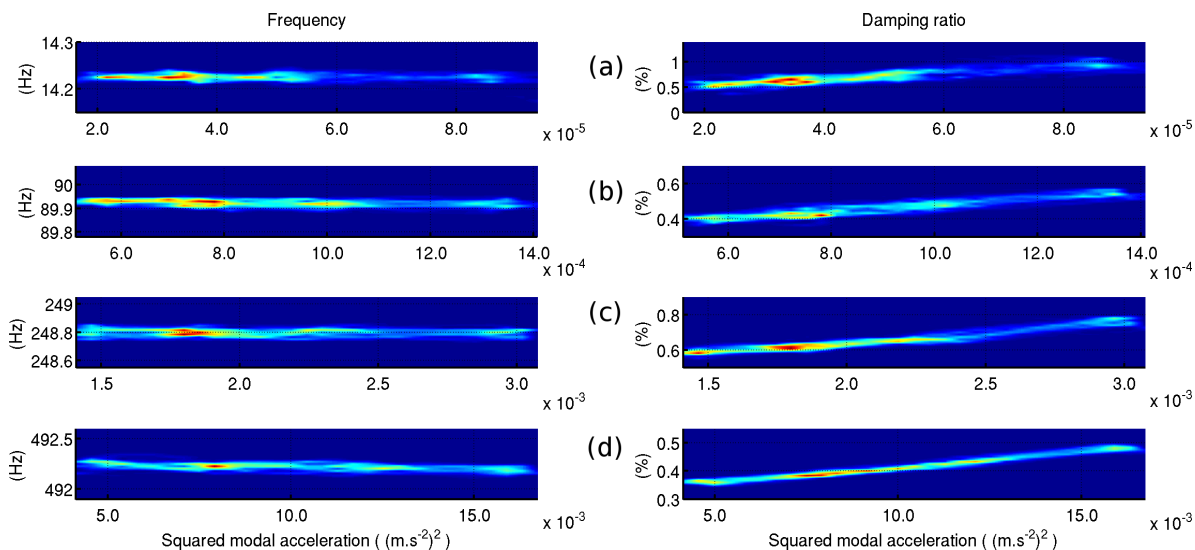 Frequency Damping ratio
14.3
14.2
(Hz)
2.0 4.0 6.0 8.0
x 10-5
(a)
1
0.5
0
(%)
2.0 4.0 6.0 8.0
x 10-5
90
89.9
89.8
(Hz)
6.0 8.0 10.0 12.0 14.0
x 10-4
(b)
0.6
0.4
(%)
6.0 8.0 10.0 12.0 14.0
x 10-4
249
248.8
248.6
(Hz)
1.5 2.0 2.5 3.0
x 10-3
(c)
0.8
0.6
(%)
1.5 2.0 2.5 3.0
x 10-3
492.5
492
(Hz)
5.0 10.0 15.0
x 10-3
Squared modal acceleration ( (m.s-2)2 )
(d)
0.5
0.4
0.3
(%)
5.0 10.0 15.0
x 10-3
Squared modal acceleration ( (m.s-2)2 )